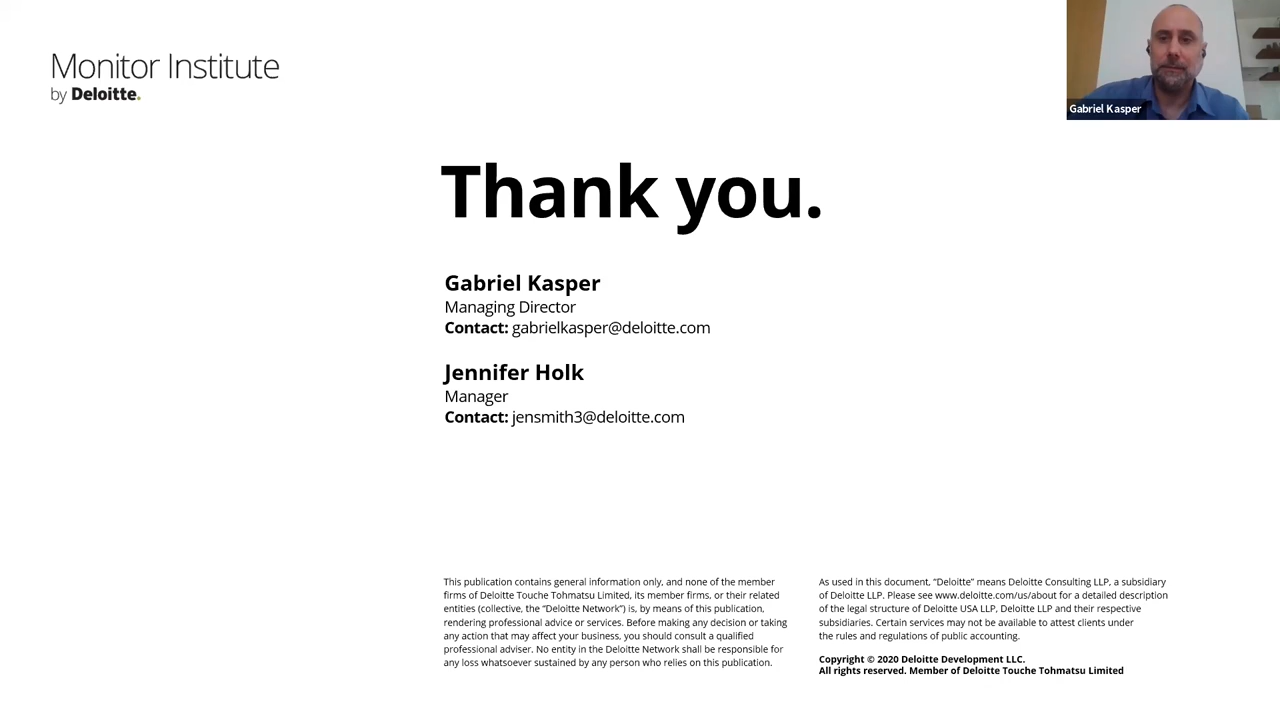 Monitor Institute
by Deloitte.
Gabriel Kasper
Thank you.
Gabriel Kasper
Managing Director
Contact: gabrielkasper@deloitte.com
Jennifer Holk
Manager
Contact: jensmith3@deloitte.com
This publication contains general information only, and none of the member
firms of Deloitte Touche Tohmatsu Limited, its member firms, or their related
entities (collective, the “Deloitte Network”) is, by means of this publication,
rendering professional advice or services. Before making any decision or taking
any action that may affect your business, you should consult a qualified
professional adviser. No entity in the Deloitte Network shall be responsible for
any loss whatsoever sustained by any person who relies on this publication.
As used in this document, “Deloitte” means Deloitte Consulting LLP, a subsidiary
of Deloitte LLP. Please see www.deloitte.com/us/about for a detailed description
of the legal structure of Deloitte USA LLP, Deloitte LLP and their respective
subsidiaries. Certain services may not be available to attest clients under
the rules and regulations of public accounting.
Copyright © 2020 Deloitte Development LLC.
All rights reserved. Member of Deloitte Touche Tohmatsu Limited